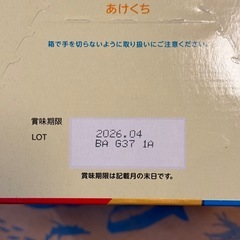 あけくち
箱で手を切らないように取り扱いにご注意ください。
賞味期限
2026.04
LOT
BA G37 1A
賞味期限は記載月の末日です。